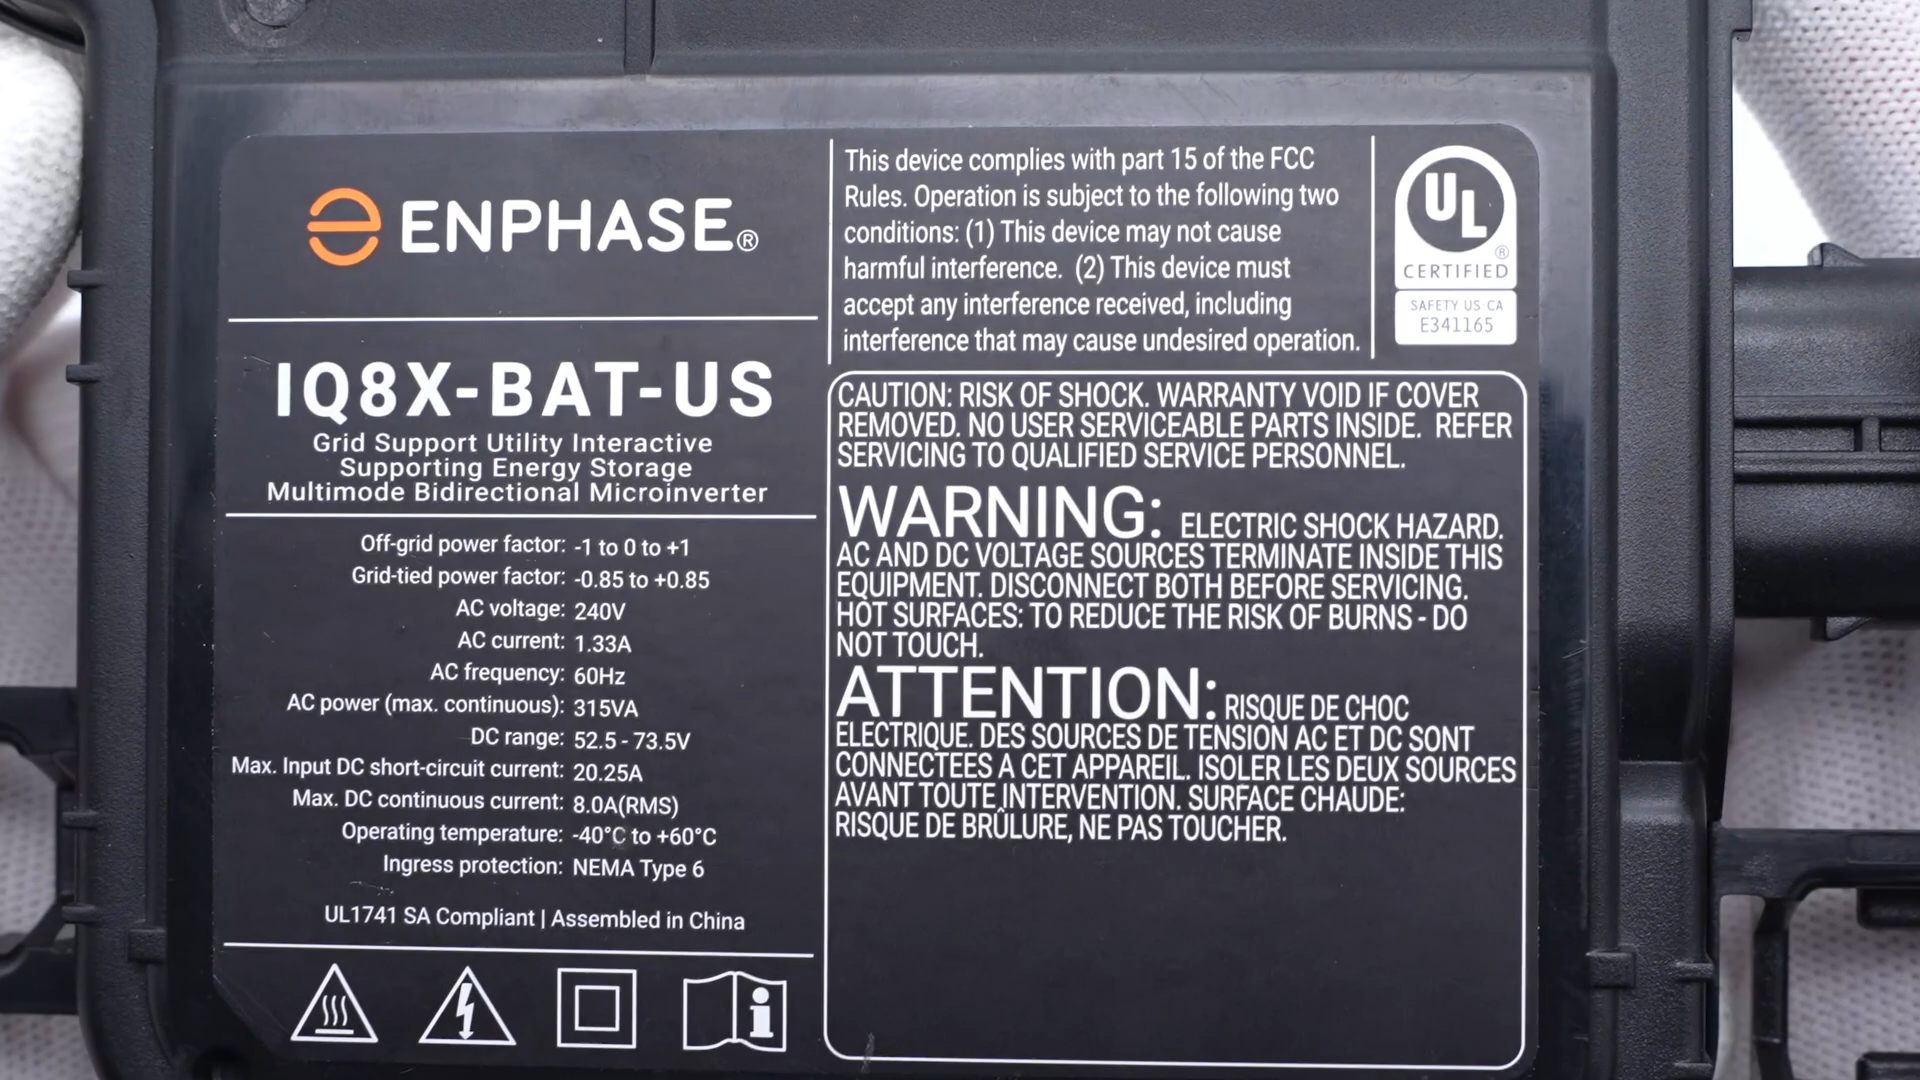 ENPHASE®
IQ8X-BAT-US
Grid Support Utility Interactive
Supporting Energy Storage
Multimode Bidirectional Microinverter
Off-grid power factor: -1 to 0 to +1
Grid-tied power factor: -0.85 to +0.85
AC voltage: 240V
AC current: 1.33A
AC frequency: 60Hz
AC power (max. continuous): 315VA
DC range: 52.5 - 73.5V
Max. Input DC short-circuit current: 20.25A
Max. DC continuous current: 8.0A(RMS)
Operating temperature: -40°C to +60°C
Ingress protection: NEMA Type 6
UL1741 SA Compliant | Assembled in China
This device complies with part 15 of the FCC
Rules. Operation is subject to the following two
conditions: (1) This device may not cause
harmful interference. (2) This device must
accept any interference received, including
interference that may cause undesired operation.
UL®
CERTIFIED
SAFETY US CA
E341165
CAUTION: RISK OF SHOCK. WARRANTY VOID IF COVER
REMOVED. NO USER SERVICEABLE PARTS INSIDE. REFER
SERVICING TO QUALIFIED SERVICE PERSONNEL.
WARNING: ELECTRIC SHOCK HAZARD.
AC AND DC VOLTAGE SOURCES TERMINATE INSIDE THIS
EQUIPMENT. DISCONNECT BOTH BEFORE SERVICING.
HOT SURFACES: TO REDUCE THE RISK OF BURNS - DO
NOT TOUCH.
ATTENTION: RISQUE DE CHOC
ELECTRIQUE. DES SOURCES DE TENSION AC ET DC SONT
CONNECTEES A CET APPAREIL. ISOLER LES DEUX SOURCES
AVANT TOUTE INTERVENTION. SURFACE CHAUDE:
RISQUE DE BRÛLURE, NE PAS TOUCHER.